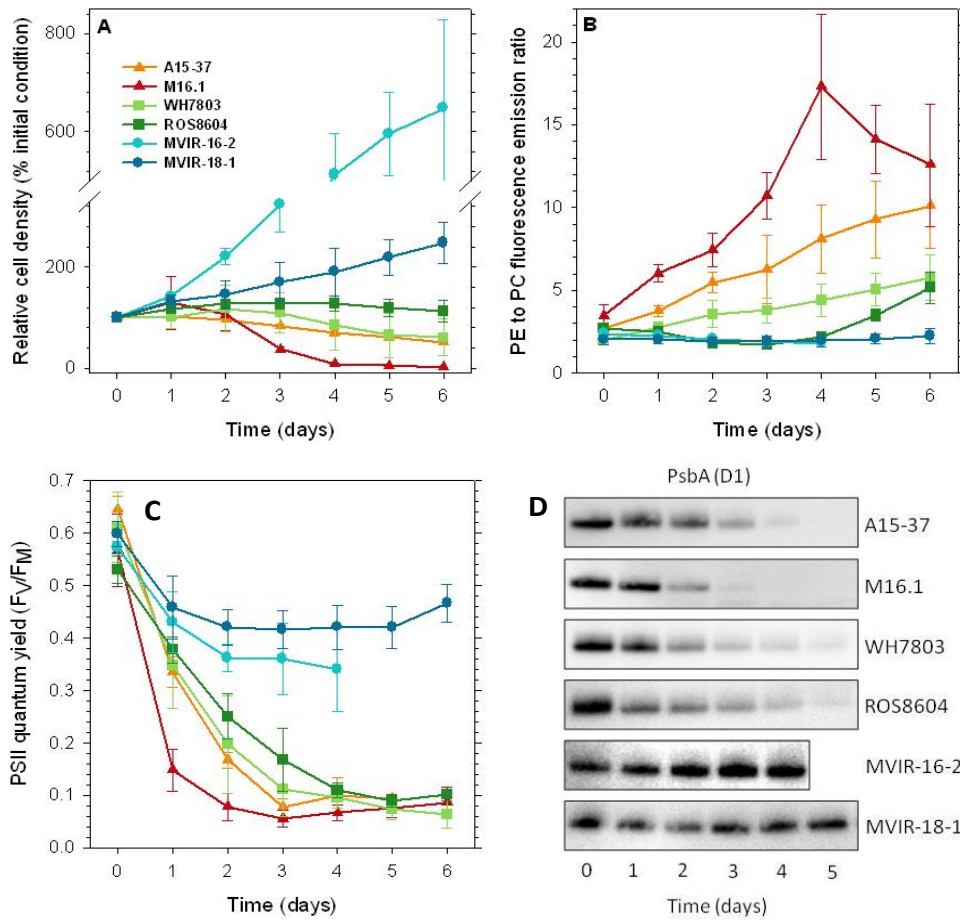 A
Relative cell density (% initial condition)
800
600
200
0
A15-37
M16.1
WH7803
ROS8604
MVIR-16-2
MVIR-18-1
0 1 2 3 4 5 6
Time (days)
B
PE to PC fluorescence emission ratio
20
15
10
5
0
0 1 2 3 4 5 6
Time (days)
C
PSII quantum yield (FV/FM)
0.7
0.6
0.5
0.4
0.3
0.2
0.1
0.0
0 1 2 3 4 5 6
Time (days)
D
PsbA (D1)
A15-37
M16.1
WH7803
ROS8604
MVIR-16-2
MVIR-18-1
0 1 2 3 4 5
Time (days)